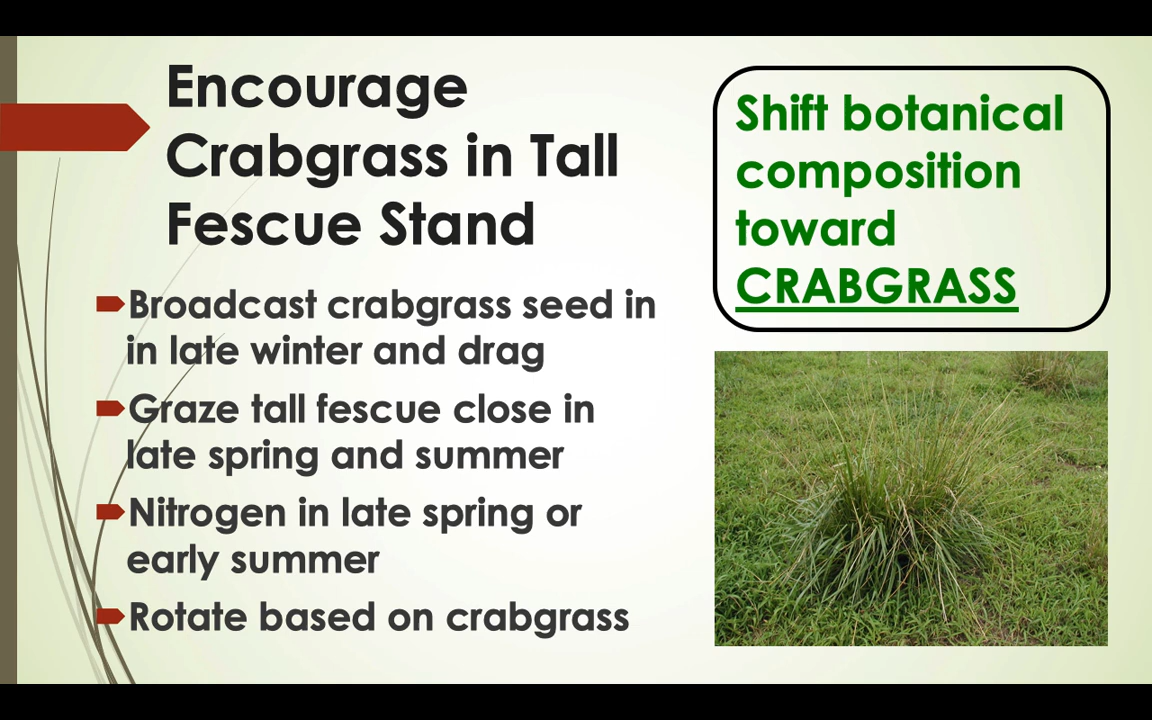 Encourage
Crabgrass in Tall
Fescue Stand
Broadcast crabgrass seed in
in late winter and drag
Graze tall fescue close in
late spring and summer
Nitrogen in late spring or
early summer
Rotate based on crabgrass
Shift botanical
composition
toward
CRABGRASS